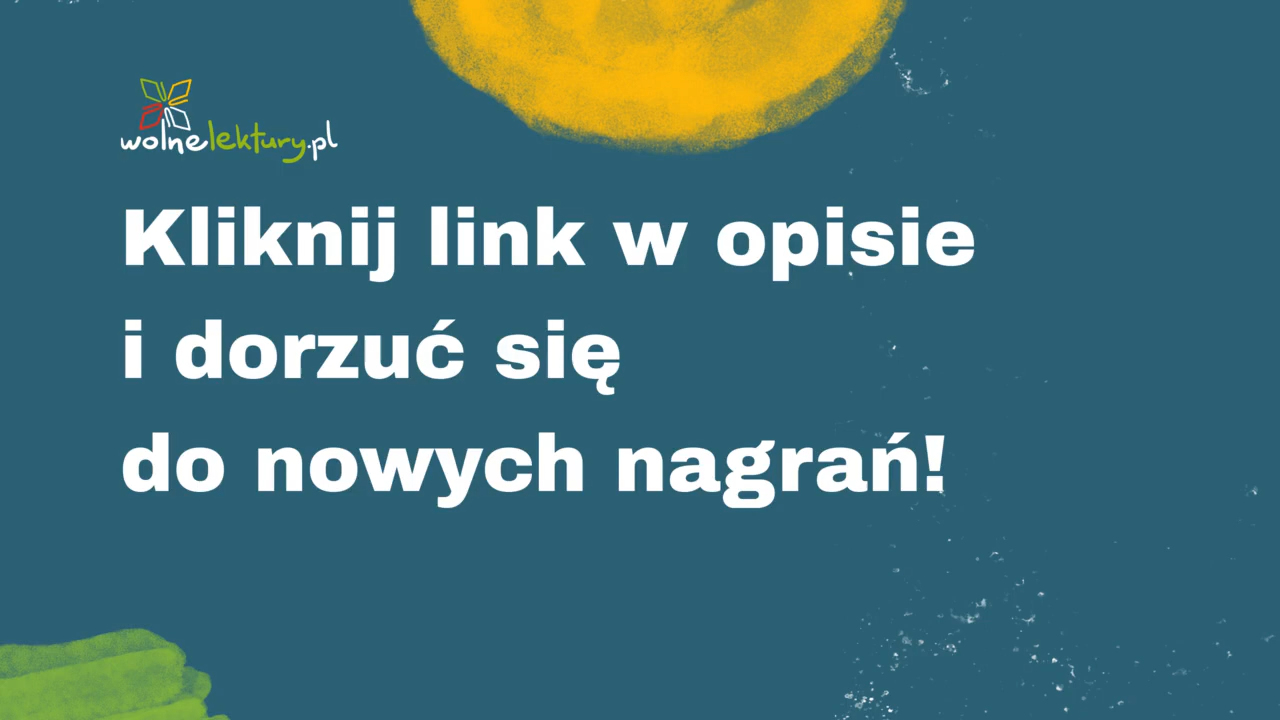 wolnelektury.pl
Kliknij link w opisie
i dorzuć się
do nowych nagrań!